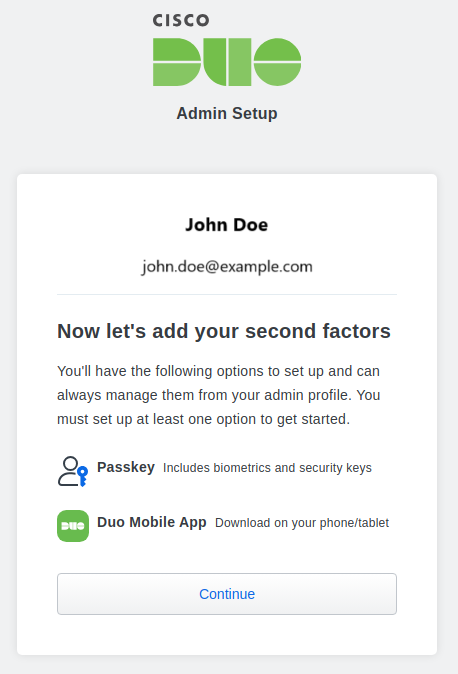 CISCO
DUO
Admin Setup
John Doe
john.doe@example.com
Now let's add your second factors
You'll have the following options to set up and can
always manage them from your admin profile. You
must set up at least one option to get started.
Passkey Includes biometrics and security keys
DUO
Duo Mobile App Download on your phone/tablet
Continue